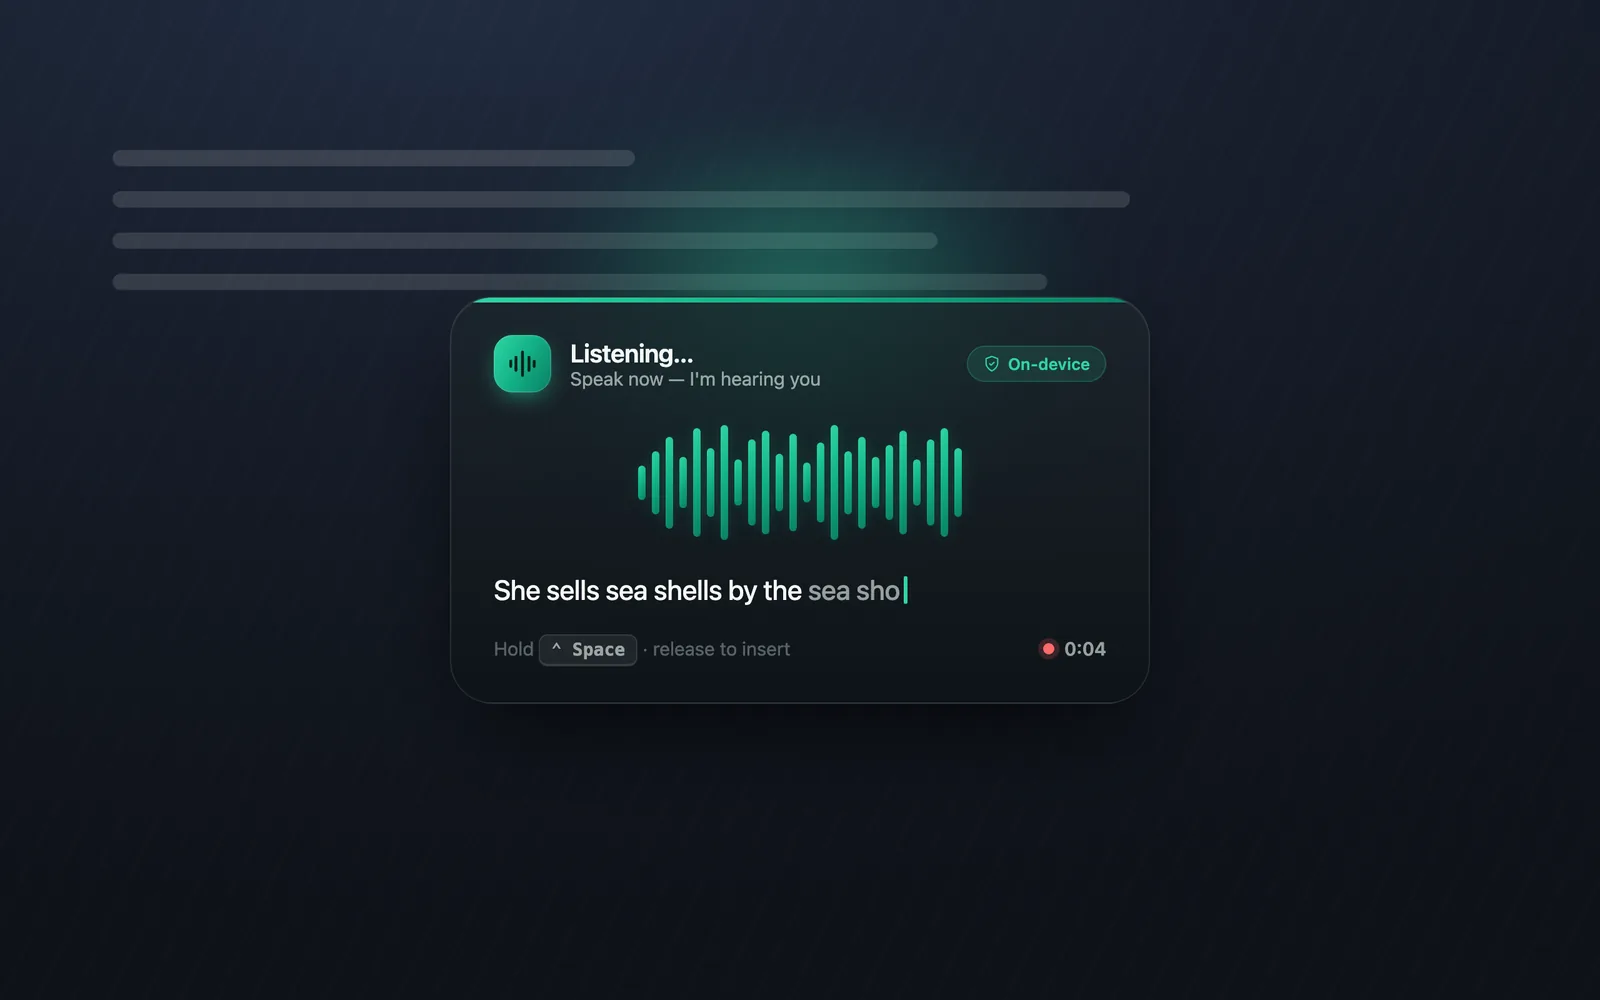 Listening...
Speak now — I'm hearing you
On-device
She sells sea shells by the sea sho
Hold ^ Space · release to insert
0:04